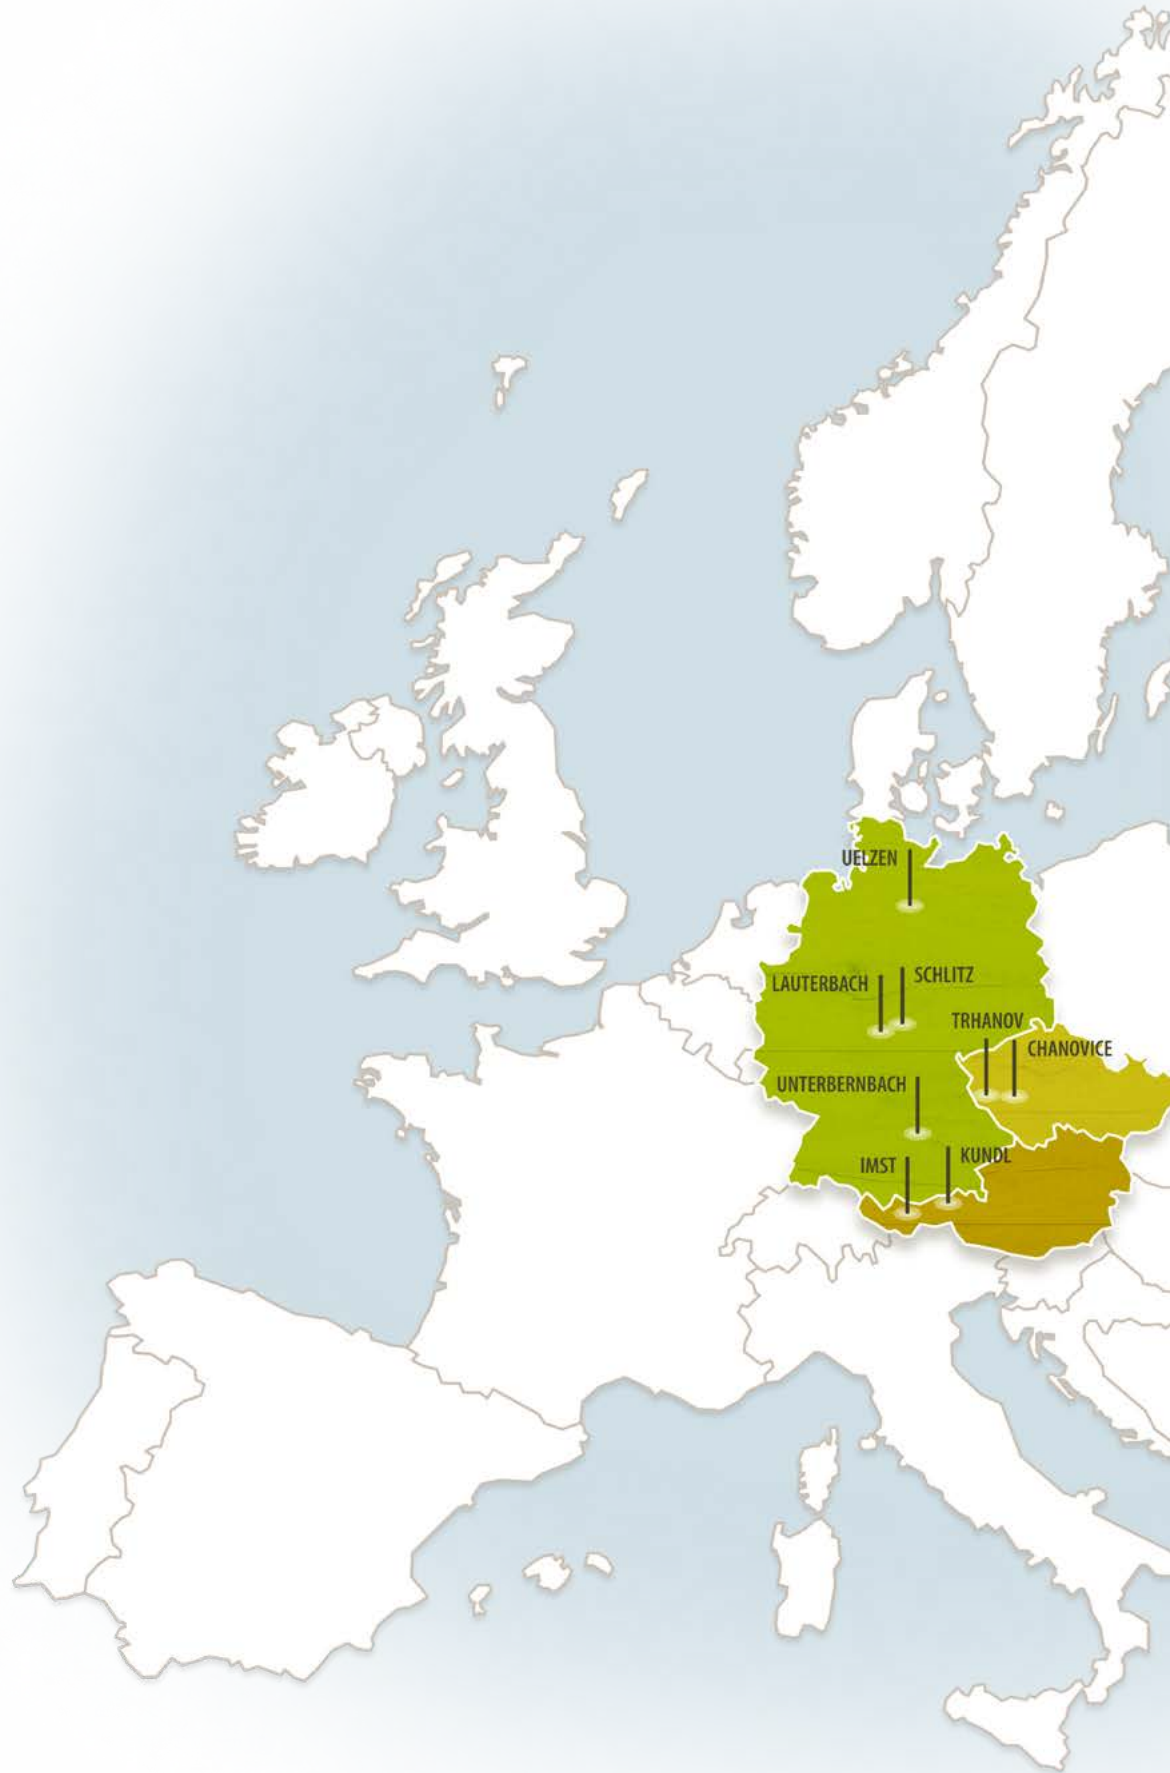 UELZEN
LAUTERBACH
SCHLITZ
TRHANOV
CHANOVICE
UNTERBERNBACH
IMST
KUNDL